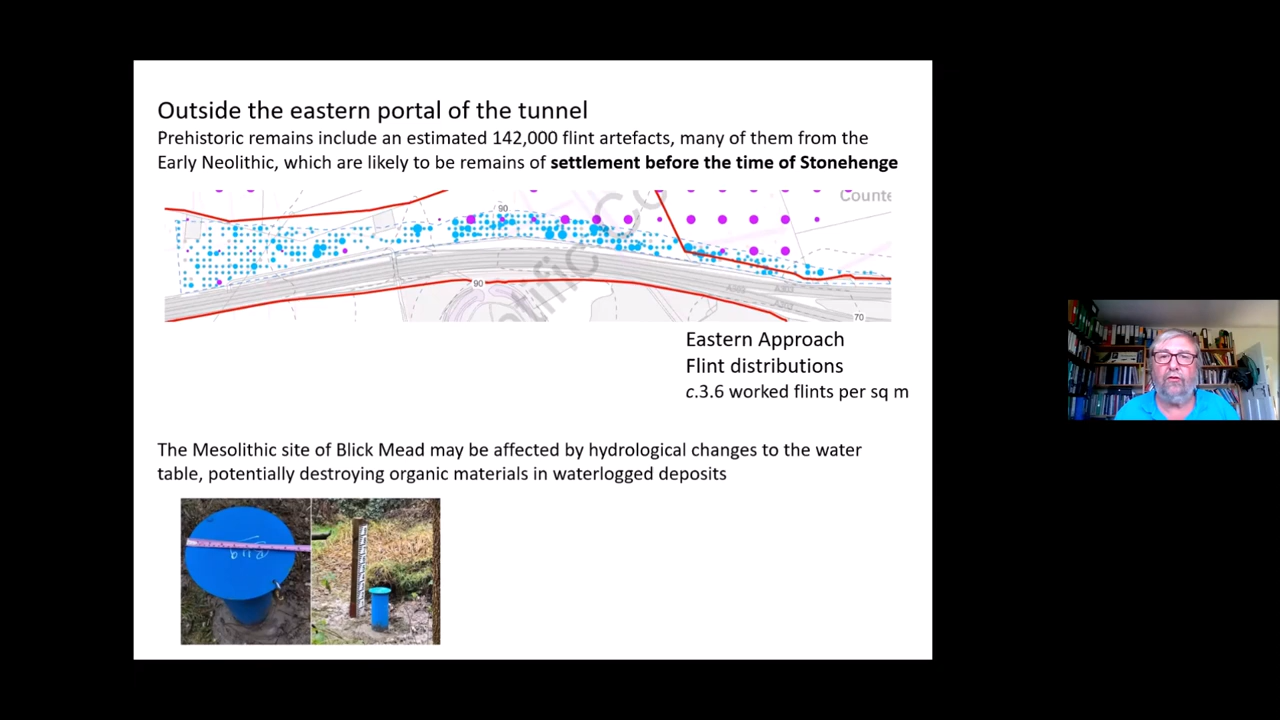 Outside the eastern portal of the tunnel
Prehistoric remains include an estimated 142,000 flint artefacts, many of them from the
Early Neolithic, which are likely to be remains of settlement before the time of Stonehenge
Counte
90
90
70
Eastern Approach
Flint distributions
c.3.6 worked flints per sq m
The Mesolithic site of Blick Mead may be affected by hydrological changes to the water
table, potentially destroying organic materials in waterlogged deposits